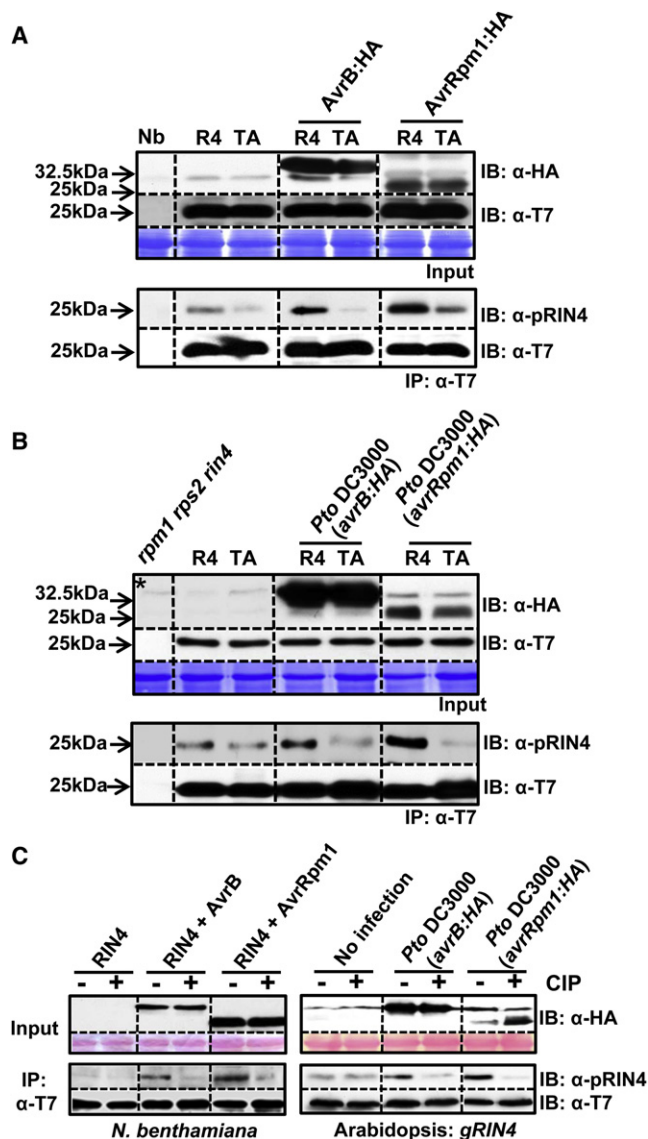 A
AvrB:HA
AvrRpm1:HA
Nb R4 TA R4 TA R4 TA
32.5kDa
25kDa
IB: α-HA
25kDa
IB: α-T7
Input
25kDa
IB: α-pRIN4
25kDa
IB: α-T7
IP: α-T7
B
rpm1 rps2 rin4
Pto DC3000
(avrB:HA)
Pto DC3000
(avrRpm1:HA)
R4 TA R4 TA R4 TA
*
32.5kDa
25kDa
IB: α-HA
25kDa
IB: α-T7
Input
25kDa
IB: α-pRIN4
25kDa
IB: α-T7
IP: α-T7
C
RIN4
RIN4 + AvrB
RIN4 + AvrRpm1
No infection
Pto DC3000
(avrB:HA)
Pto DC3000
(avrRpm1:HA)
- + - + - + - + - + - + CIP
Input
IB: α-HA
IP:
α-T7
IB: α-pRIN4
IB: α-T7
N. benthamiana
Arabidopsis: gRIN4